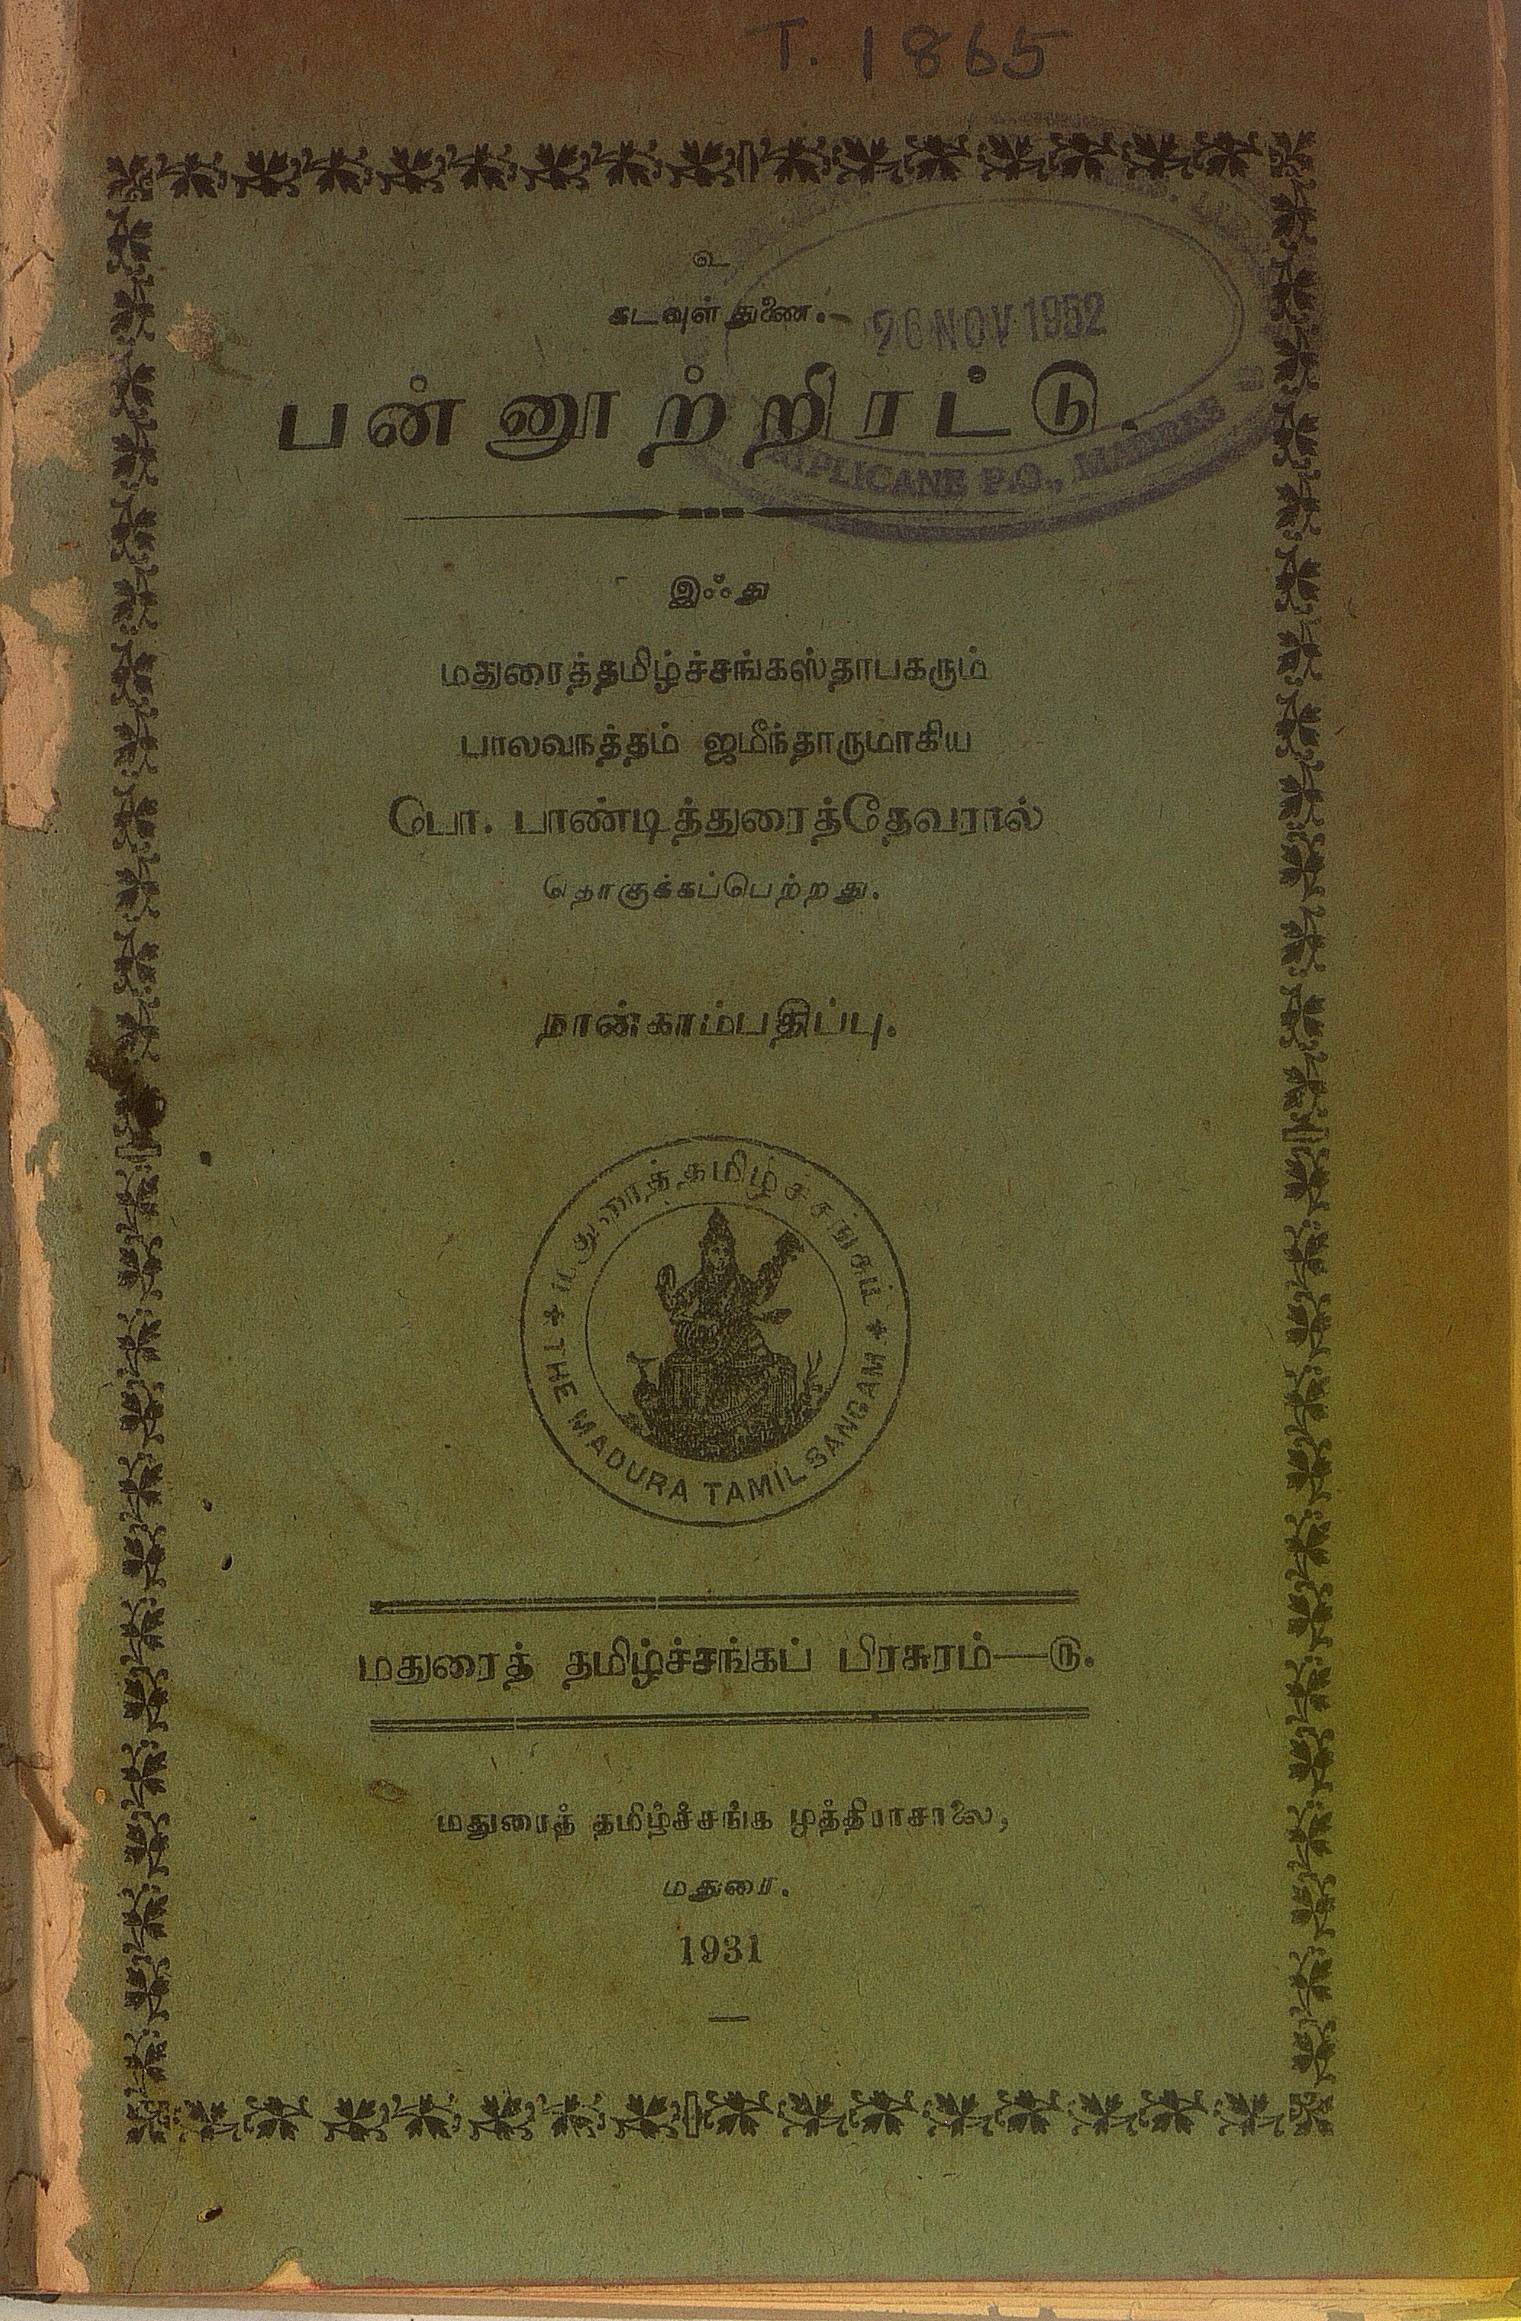 T. 1865
உ
கடவுள் துணை.
26 NOV 1952
பன்னூற்றிரட்டு.
TRIPLICANE P.O., MADRAS
இஃது
மதுரைத்தமிழ்ச்சங்கஸ்தாபகரும்
பாலவநத்தம் ஜமீந்தாருமாகிய
பொ. பாண்டித்துரைத்தேவரால்
தொகுக்கப்பெற்றது.
நான்காம்பதிப்பு.
மதுரைத்தமிழ்ச்சங்கம்
THE MADURA TAMIL SANGAM
மதுரைத் தமிழ்ச்சங்கப் பிரசுரம்—௫.
மதுரைத் தமிழ்ச்சங்க முத்திராசாலை,
மதுரை.
1931